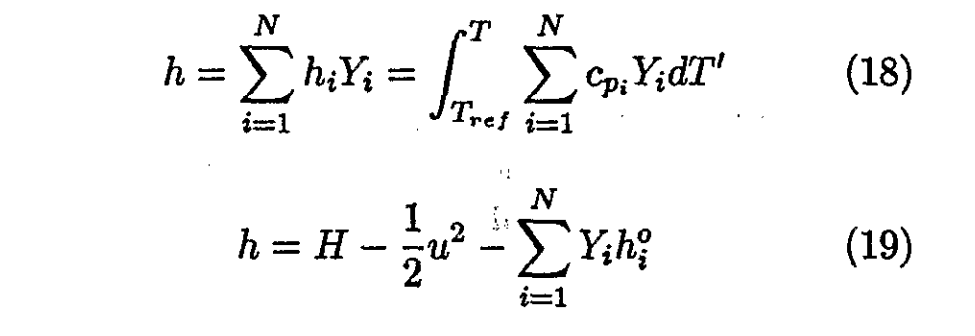 h = \sum_{i=1}^{N} h_i Y_i = \int_{T_{ref}}^{T} \sum_{i=1}^{N} c_{p_i} Y_i dT' (18)
h = H - \frac{1}{2} u^2 - \sum_{i=1}^{N} Y_i h_i^o (19)